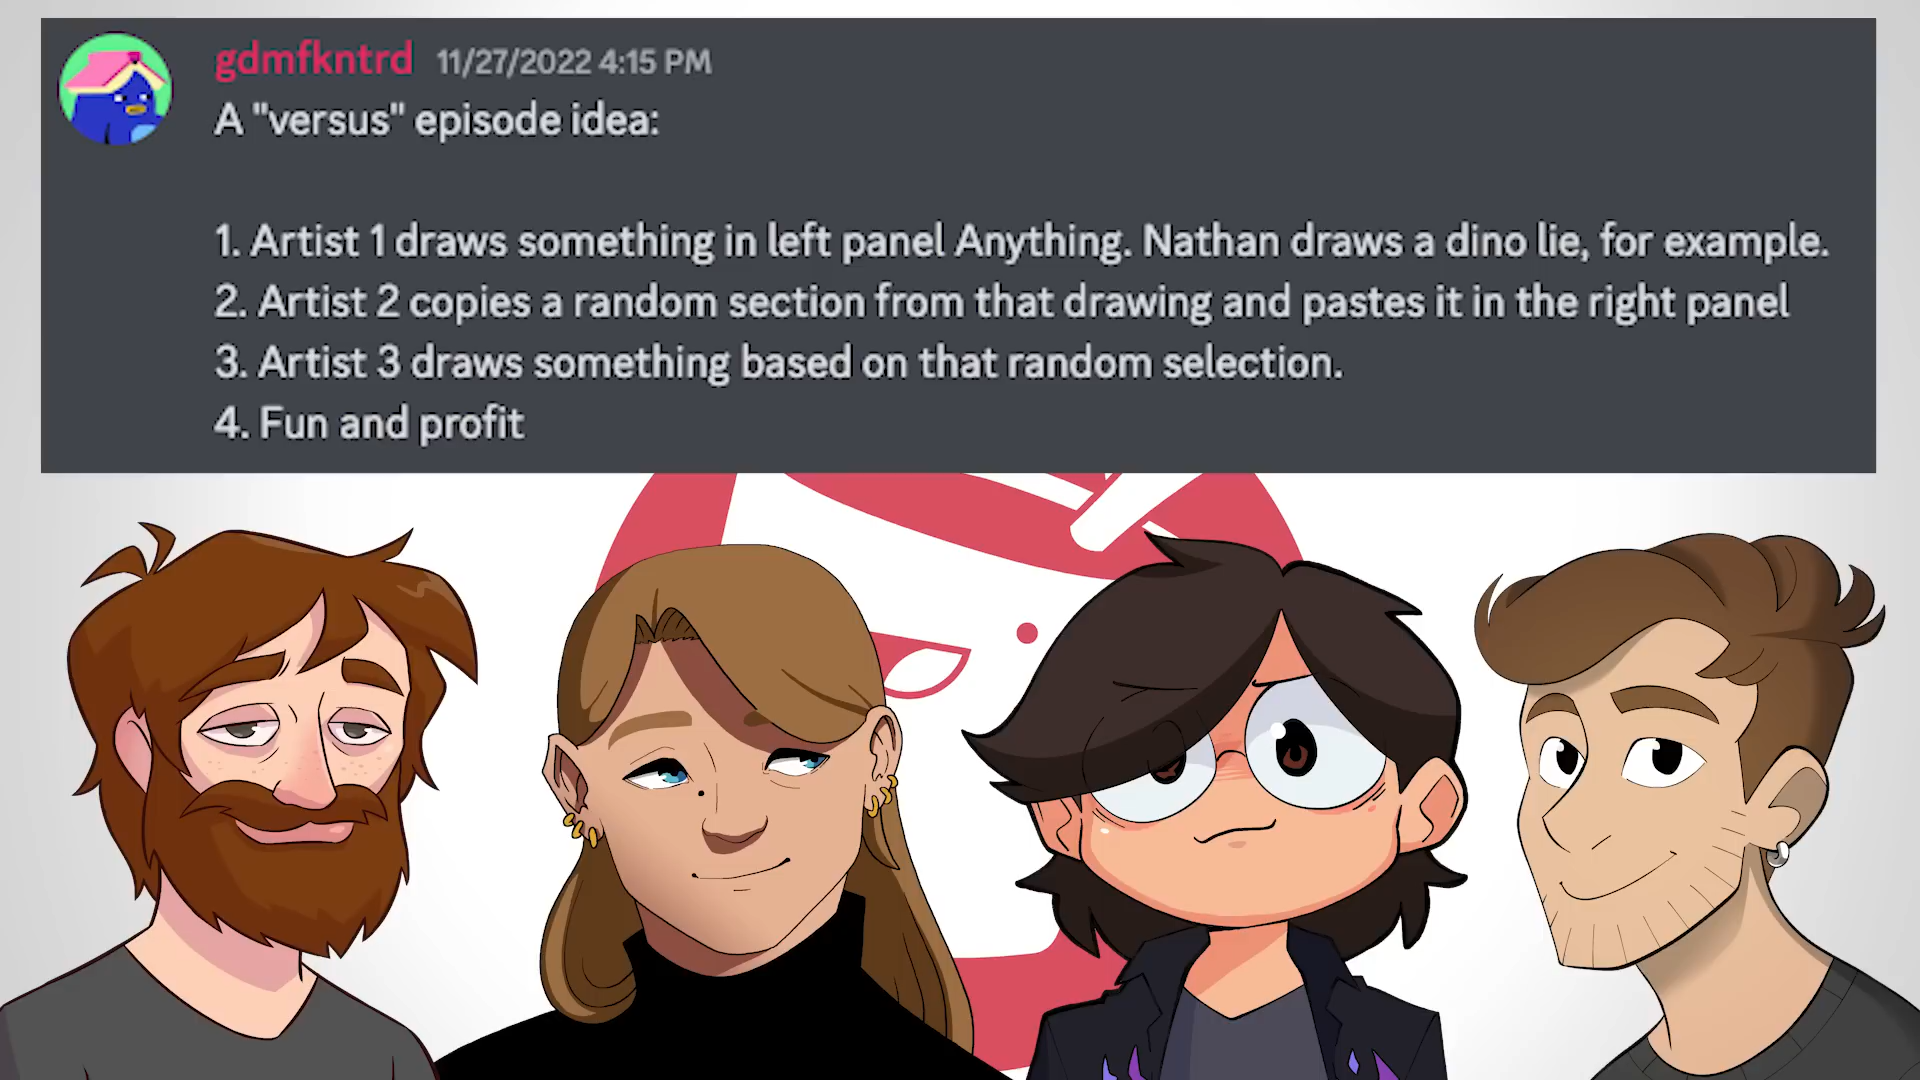 gdmfkntrd 11/27/2022 4:15 PM
A "versus" episode idea:
1. Artist 1 draws something in left panel Anything. Nathan draws a dino lie, for example.
2. Artist 2 copies a random section from that drawing and pastes it in the right panel
3. Artist 3 draws something based on that random selection.
4. Fun and profit